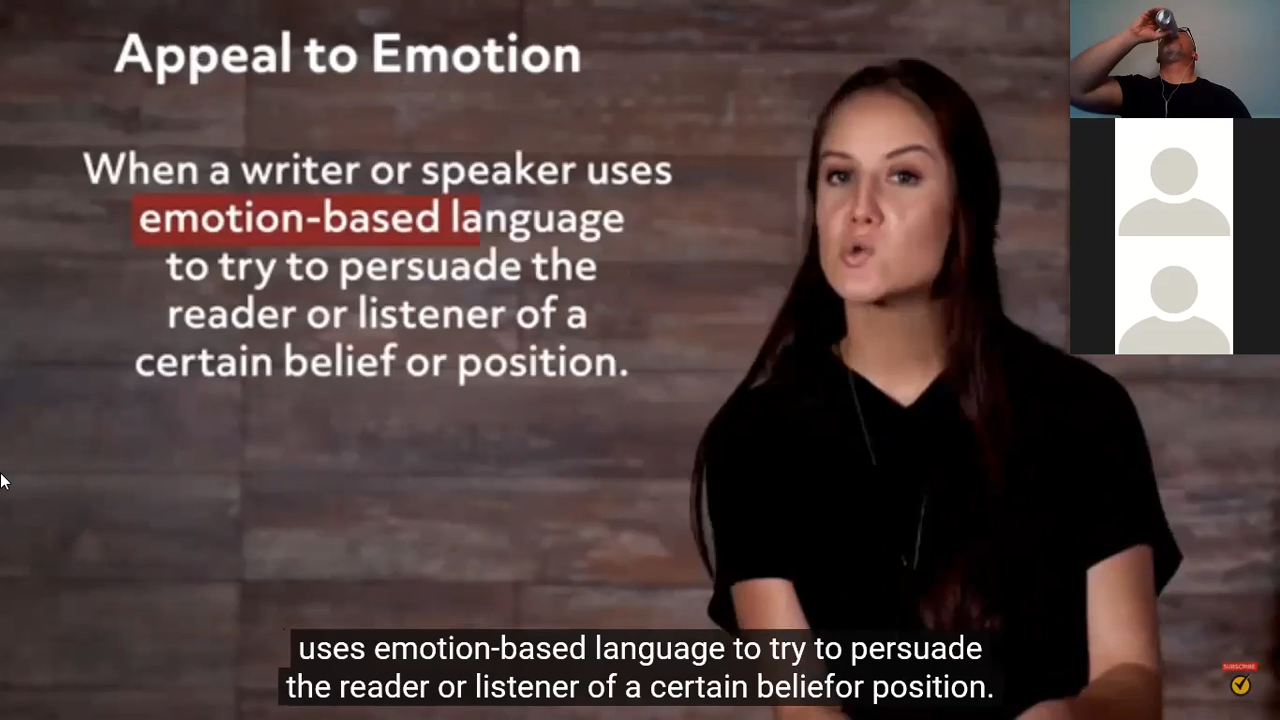 Appeal to Emotion
When a writer or speaker uses
emotion-based language
to try to persuade the
reader or listener of a
certain belief or position.
uses emotion-based language to try to persuade
the reader or listener of a certain beliefor position.
SUBSCRIBE